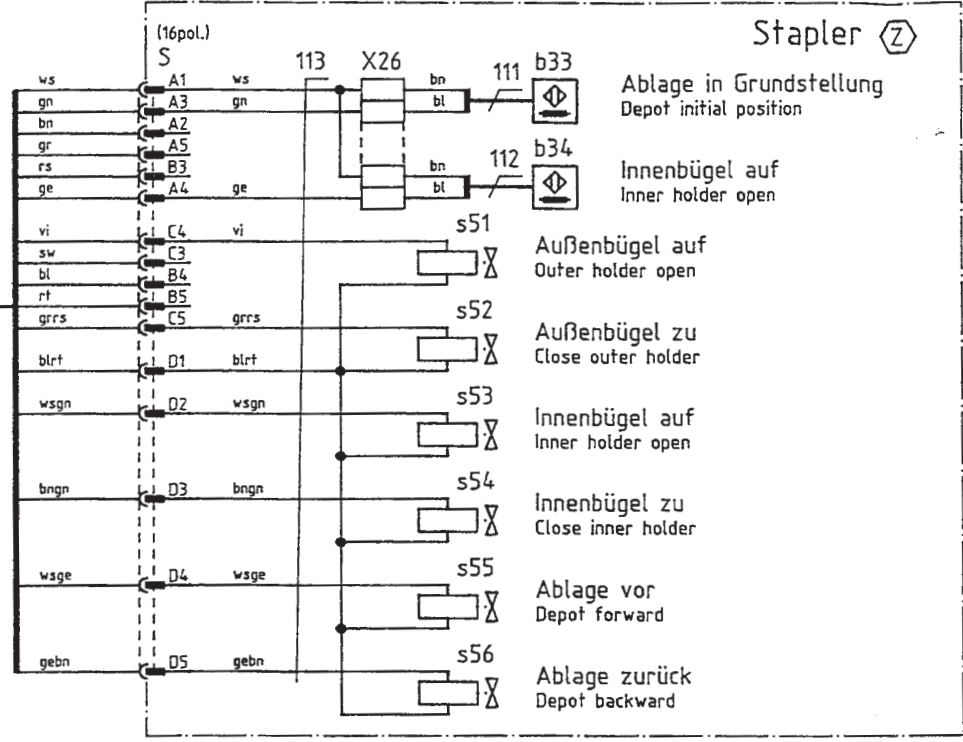 (16pol.)
S
Stapler Z
113 X26 111 b33
ws A1 ws bn
gn A3 gn bl
Ablage in Grundstellung
Depot initial position
bn A2
gr A5
rs B3
ge A4 ge
bn
bl
112 b34
Innenbügel auf
Inner holder open
vi C4 vi
s51
Außenbügel auf
Outer holder open
sw C3
bl B4
rt B5
grrs C5 grrs
s52
Außenbügel zu
Close outer holder
blrt D1 blrt
wsgn D2 wsgn
s53
Innenbügel auf
Inner holder open
bngn D3 bngn
s54
Innenbügel zu
Close inner holder
wsge D4 wsge
s55
Ablage vor
Depot forward
gebn D5 gebn
s56
Ablage zurück
Depot backward